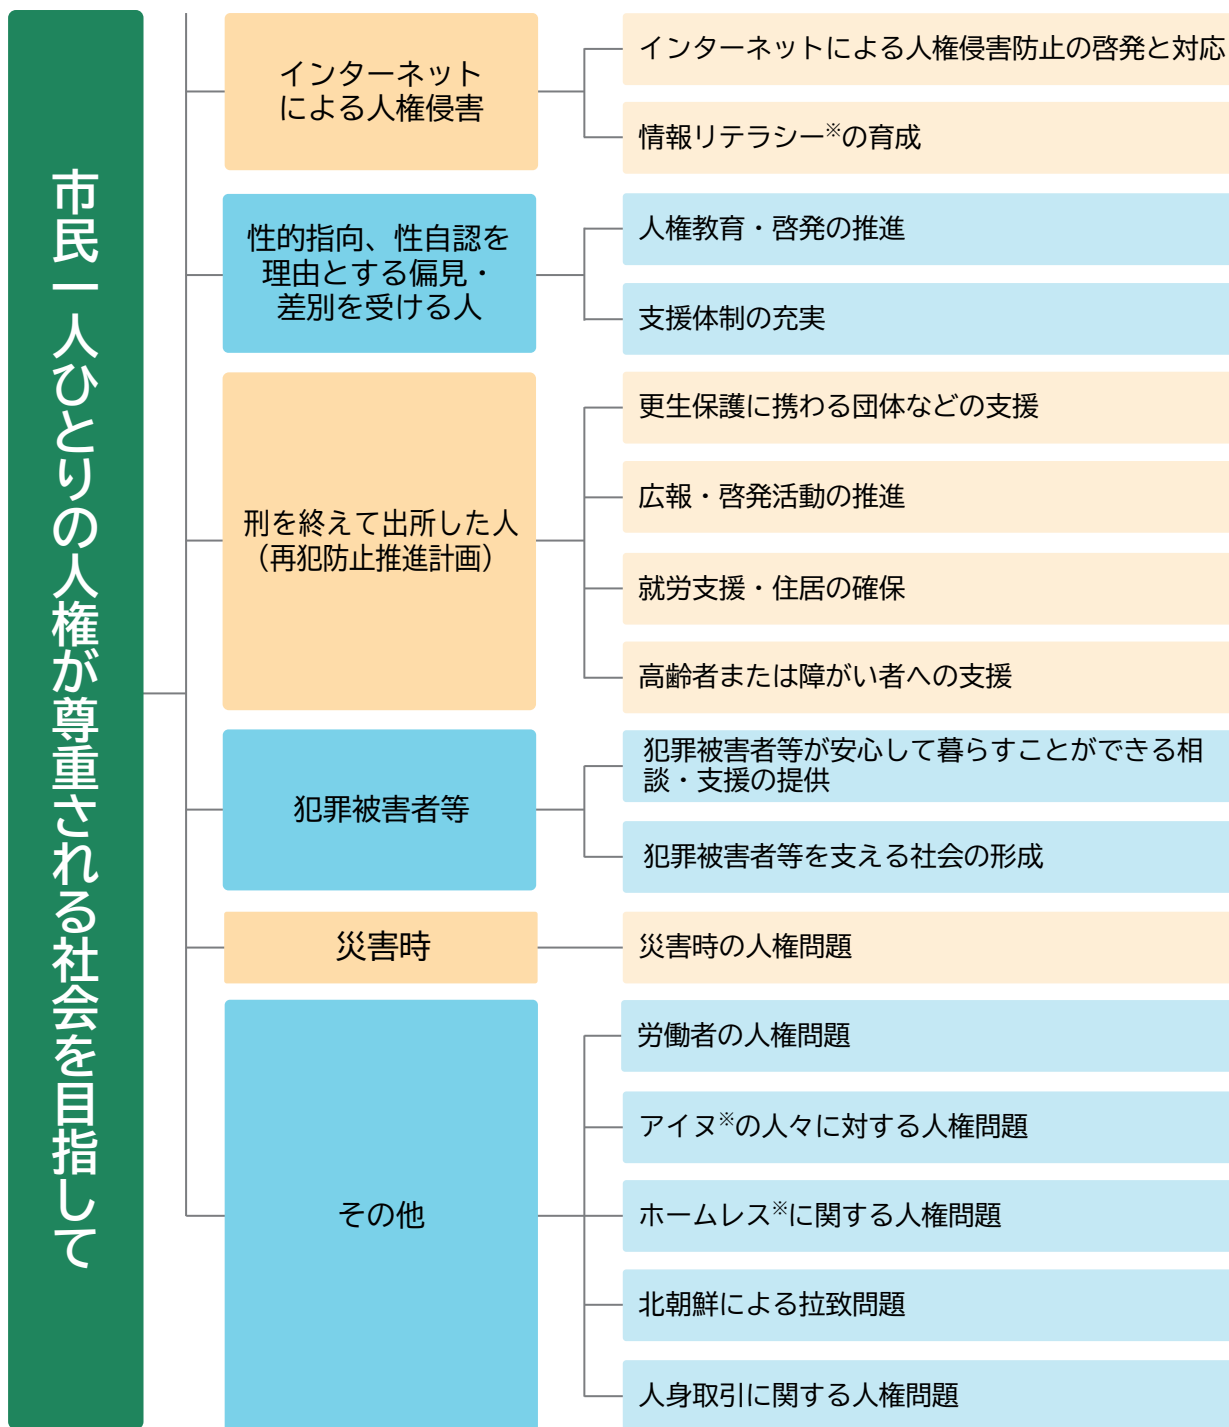 市民一人ひとりの人権が尊重される社会を目指して
インターネット
による人権侵害
インターネットによる人権侵害防止の啓発と対応
情報リテラシー※の育成
性的指向、性自認を
理由とする偏見・
差別を受ける人
人権教育・啓発の推進
支援体制の充実
刑を終えて出所した人
（再犯防止推進計画）
更生保護に携わる団体などの支援
広報・啓発活動の推進
就労支援・住居の確保
高齢者または障がい者への支援
犯罪被害者等
犯罪被害者等が安心して暮らすことができる相
談・支援の提供
犯罪被害者等を支える社会の形成
災害時
災害時の人権問題
その他
労働者の人権問題
アイヌ※の人々に対する人権問題
ホームレス※に関する人権問題
北朝鮮による拉致問題
人身取引に関する人権問題